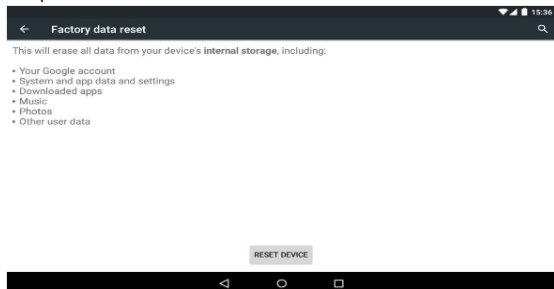 15:36
Factory data reset
This will erase all data from your device's internal storage, including:
• Your Google account
• System and app data and settings
• Downloaded apps
• Music
• Photos
• Other user data
RESET DEVICE